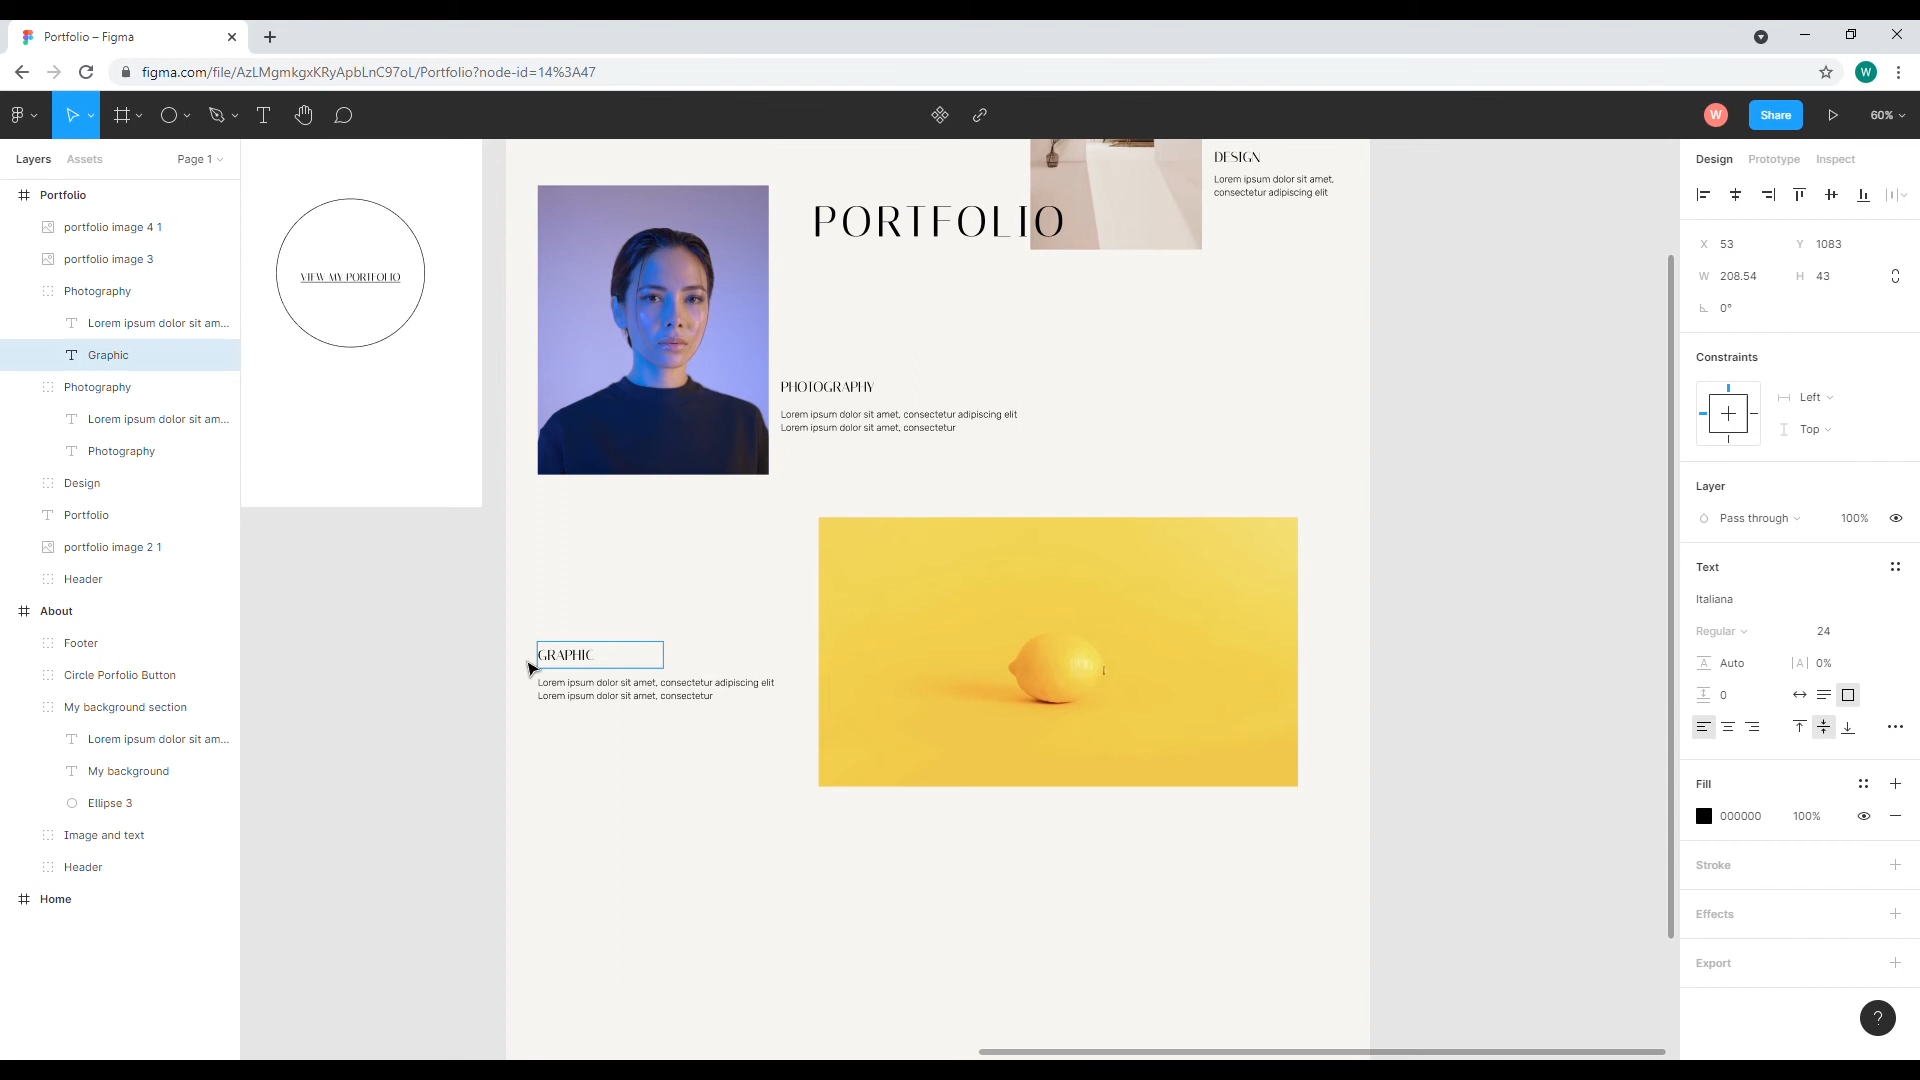 Portfolio – Figma
W
figma.com/file/AzLMgmkgxKRyApbLnC97oL/Portfolio?node-id=14%3A47
W
Share
60%
Layers
Assets
Page 1
Portfolio
portfolio image 4 1
portfolio image 3
Photography
Lorem ipsum dolor sit am...
Graphic
Photography
Lorem ipsum dolor sit am...
Photography
Design
Portfolio
portfolio image 2 1
Header
About
Footer
Circle Porfolio Button
My background section
Lorem ipsum dolor sit am...
My background
Ellipse 3
Image and text
Header
Home
VIEW MY PORTFOLIO
DESIGN
Lorem ipsum dolor sit amet,
consectetur adipiscing elit
PORTFOLIO
PHOTOGRAPHY
Lorem ipsum dolor sit amet, consectetur adipiscing elit
Lorem ipsum dolor sit amet, consectetur
GRAPHIC
Lorem ipsum dolor sit amet, consectetur adipiscing elit
Lorem ipsum dolor sit amet, consectetur
Design
Prototype
Inspect
X 53
Y 1083
W 208.54
H 43
0°
Constraints
Left
Top
Layer
Pass through
100%
Text
Italiana
Regular
24
A Auto
|A| 0%
0
Fill
000000
100%
Stroke
Effects
Export
?